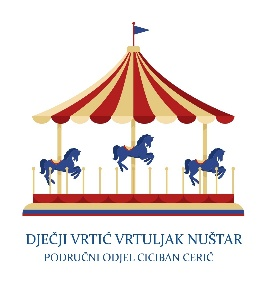 DJEČJI VRTIĆ VRTULJAK NUŠTAR
PODRUČNI ODJEL CICIBAN CERIĆ